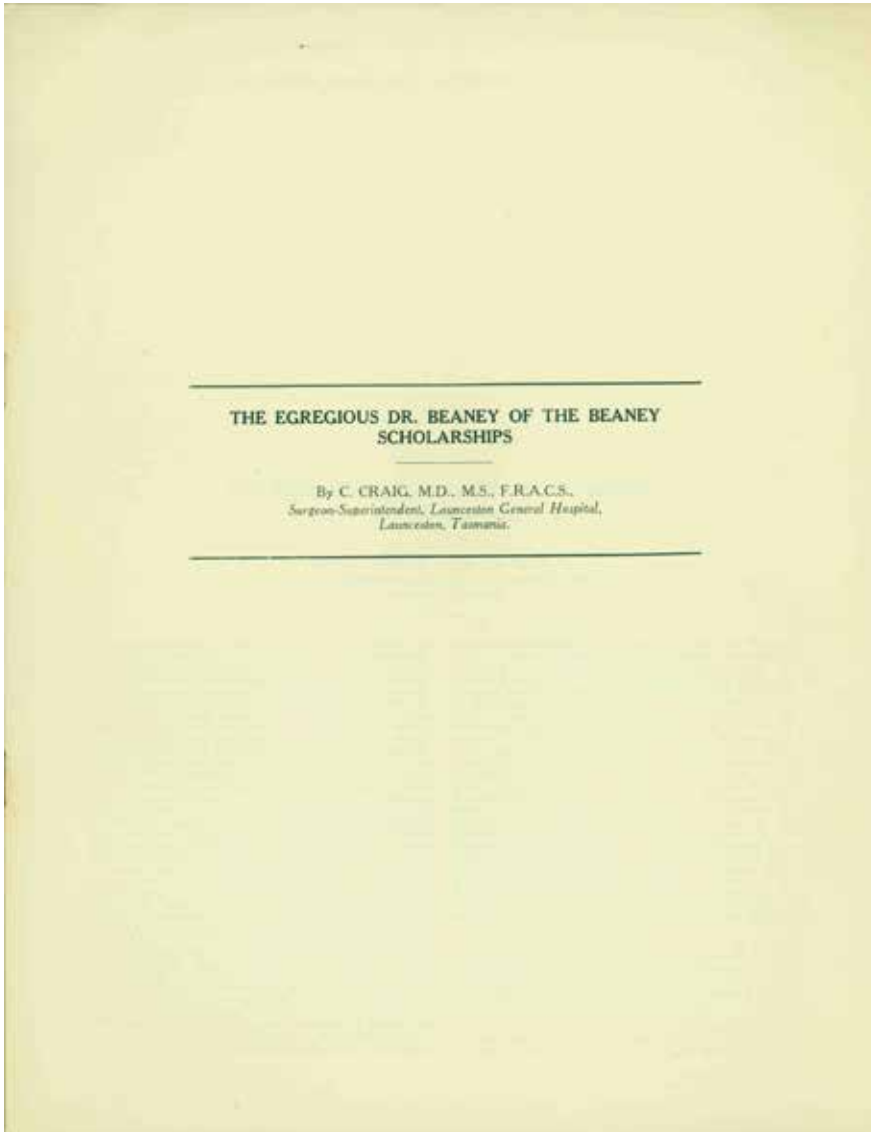 THE EGREGIOUS DR. BEANEY OF THE BEANEY
SCHOLARSHIPS
By C. CRAIG, M.D., M.S., F.R.A.C.S.,
Surgeon-Superintendent, Launceston General Hospital,
Launceston, Tasmania.